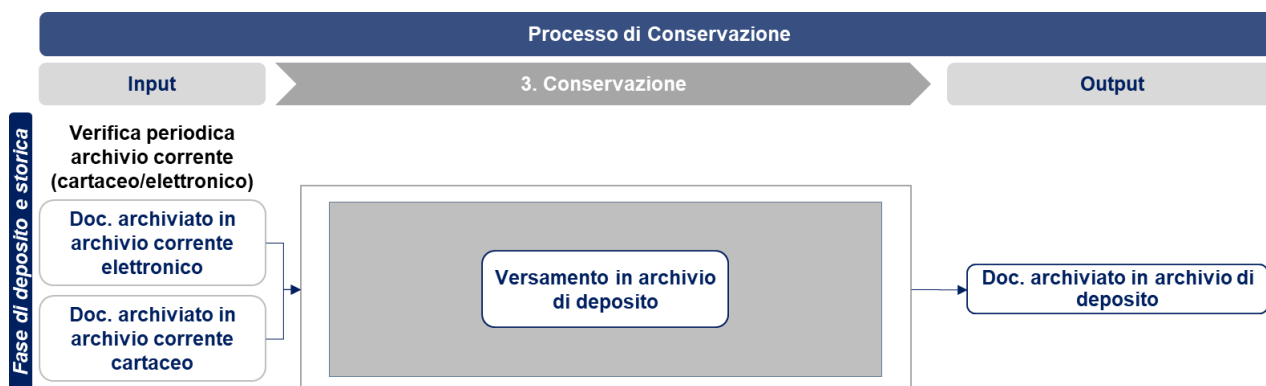 Processo di Conservazione
Input
3. Conservazione
Output
Fase di deposito e storica
Verifica periodica
archivio corrente
(cartaceo/elettronico)
Doc. archiviato in
archivio corrente
elettronico
Doc. archiviato in
archivio corrente
cartaceo
Versamento in archivio
di deposito
Doc. archiviato in archivio di
deposito